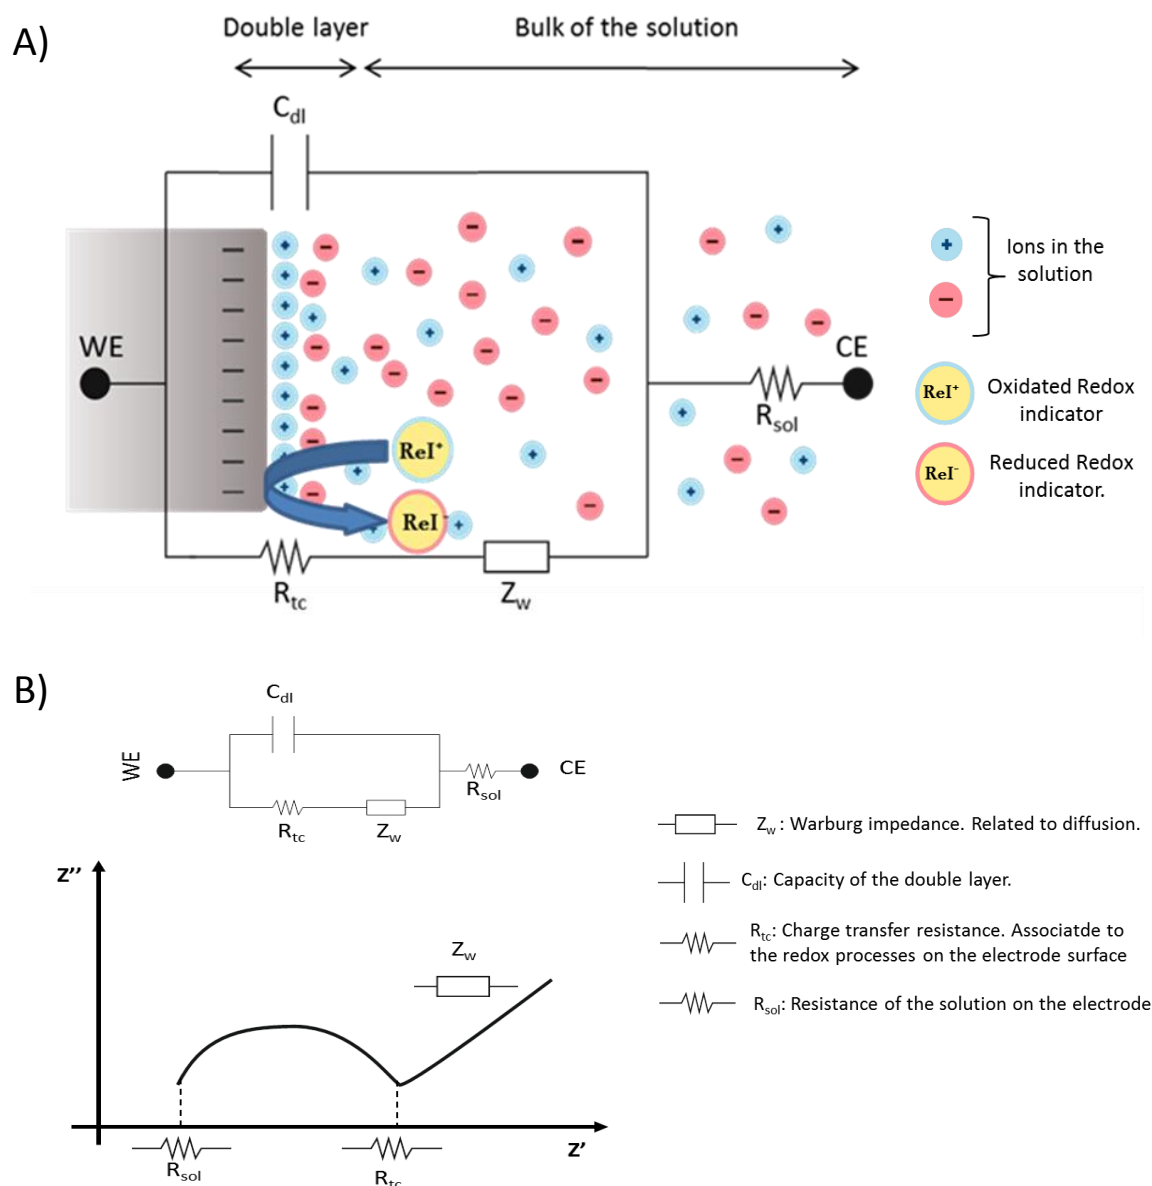 A)
Double layer
Bulk of the solution
Cdl
Ions in the
solution
WE
CE
Rsol
ReI+
Oxidated Redox
indicator
ReI+
ReI-
Reduced Redox
indicator.
ReI-
Rtc
Zw
B)
Cdl
WE
CE
Rsol
Rtc
Zw
Zw : Warburg impedance. Related to diffusion.
Z''
Cdl: Capacity of the double layer.
Rtc: Charge transfer resistance. Associatde to
the redox processes on the electrode surface
Zw
Rsol: Resistance of the solution on the electrode
Z'
Rsol
Rtc